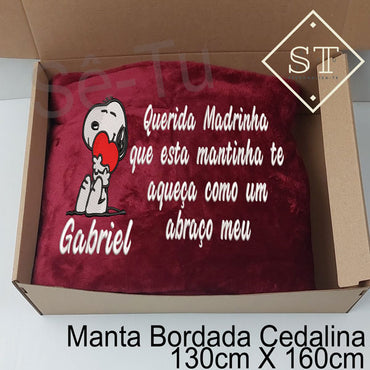 ST
Sê-Tu
Querida Madrinha
que esta mantinha te
aqueça como um
abraço meu
Gabriel
Manta Bordada Cedalina
130cm X 160cm